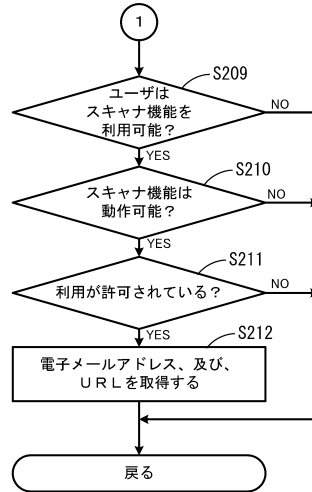 1
S209
ユーザは
スキャナ機能を
利用可能？
NO
YES
S210
スキャナ機能は
動作可能？
NO
YES
S211
利用が許可されている？
NO
YES
S212
電子メールアドレス、及び、
ＵＲＬを取得する
戻る